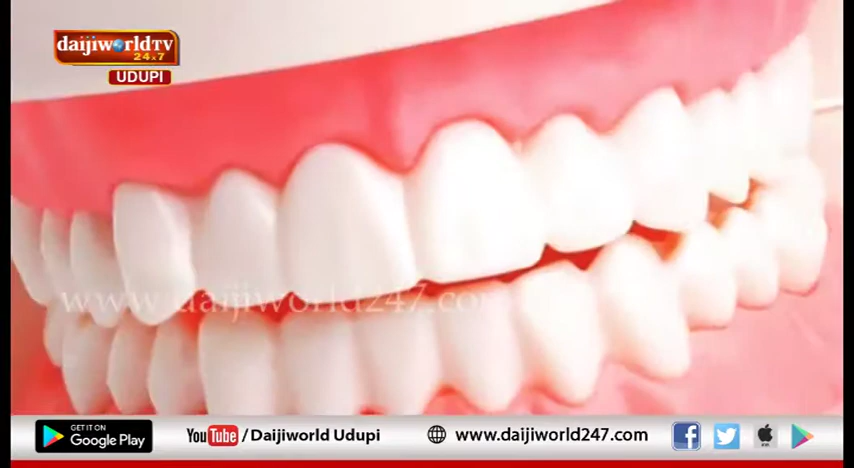 daijiworldTV
24x7
UDUPI
www.daijiworld247.com
GET IT ON
Google Play
YouTube /Daijiworld Udupi
www.daijiworld247.com